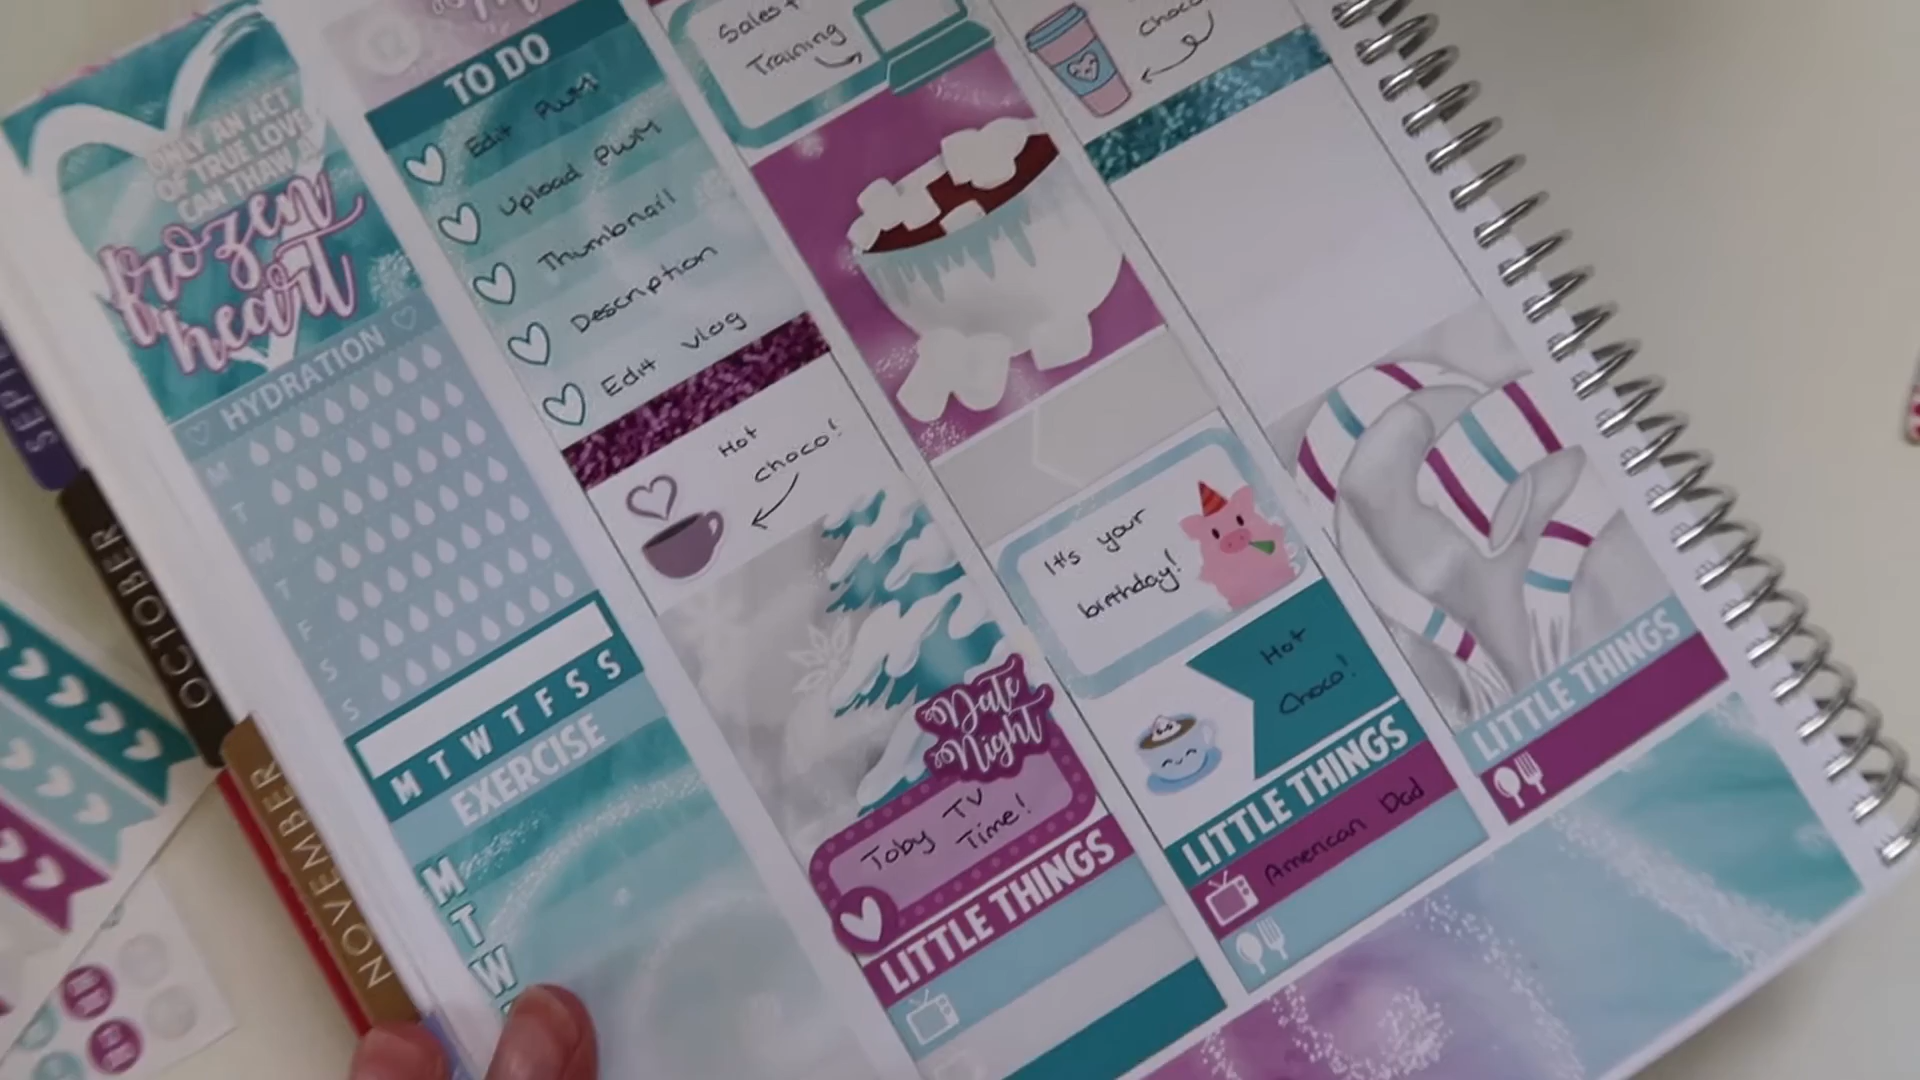 ONLY AN ACT
OF TRUE LOVE
CAN THAW A
frozen
heart
HYDRATION
M
T
W
T
F
S
S
M T W T F S S
EXERCISE
M
T
W
TO DO
Edit PWM
Upload PWM
Thumbnail
Description
Edit vlog
Hot
choco!
Date
Night
Toby TV
Time!
LITTLE THINGS
Sales+
Training
It's your
birthday!
Hot
Choco!
LITTLE THINGS
American Dad
choco
LITTLE THINGS
SEPT
OCTOBER
NOVEMBER